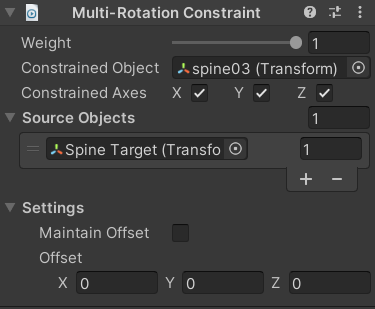 Multi-Rotation Constraint
Weight 1
Constrained Object spine03 (Transform)
Constrained Axes X Y Z
Source Objects 1
Spine Target (Transfo 1
+ −
Settings
Maintain Offset
Offset
X 0 Y 0 Z 0